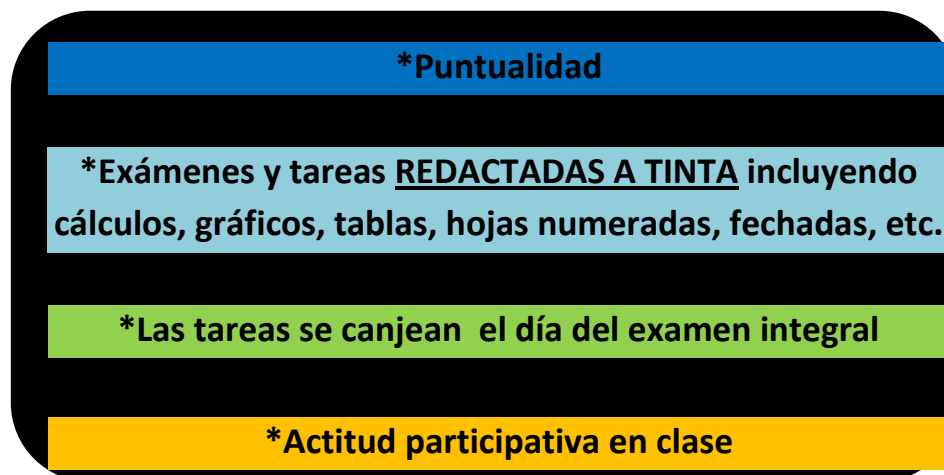 *Puntualidad
*Exámenes y tareas REDACTADAS A TINTA incluyendo
cálculos, gráficos, tablas, hojas numeradas, fechadas, etc.
*Las tareas se canjean  el día del examen integral
*Actitud participativa en clase